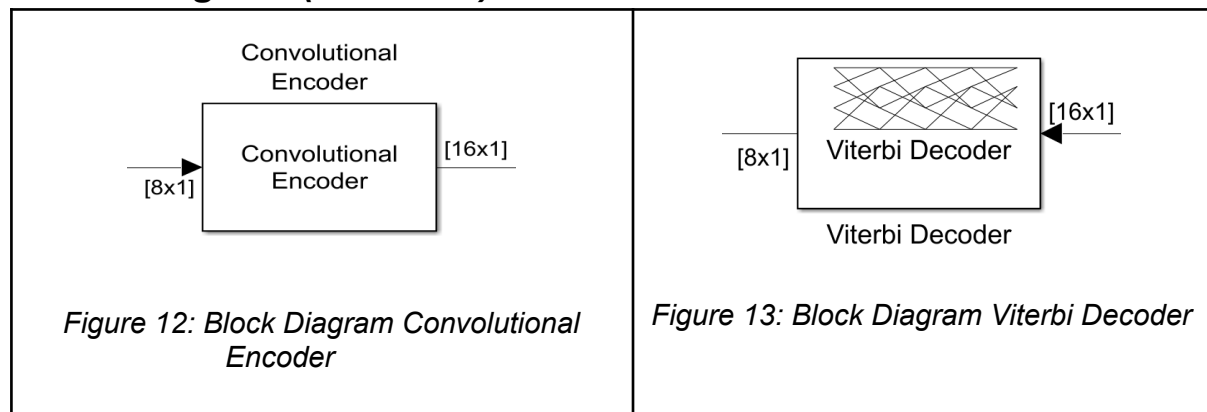 Convolutional
Encoder
Convolutional
Encoder
[8x1]
[16x1]
Figure 12: Block Diagram Convolutional
Encoder
Viterbi Decoder
[8x1]
[16x1]
Viterbi Decoder
Figure 13: Block Diagram Viterbi Decoder